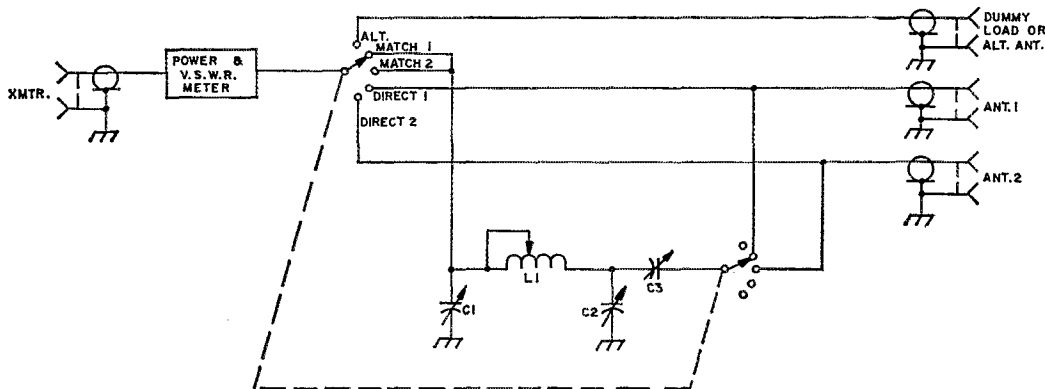 ALT.
MATCH 1
MATCH 2
DIRECT 1
DIRECT 2
XMTR.
POWER &
V.S.W.R.
METER
DUMMY
LOAD OR
ALT. ANT.
ANT.1
ANT.2
L1
C1
C2
C3